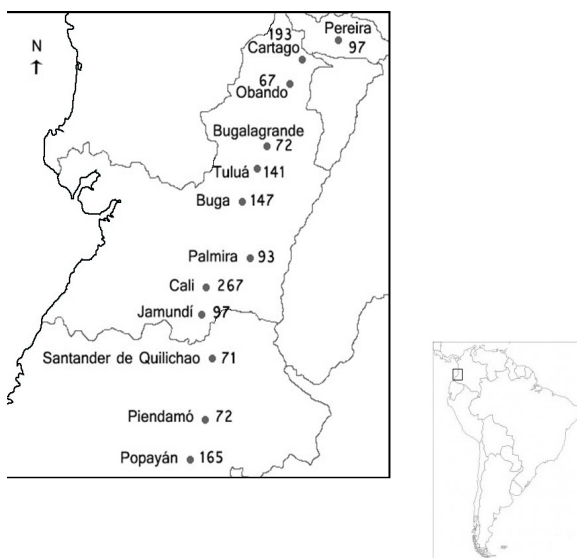 N
193
Pereira
Cartago
97
67
Obando
Bugalagrande
72
Tuluá 141
Buga 147
Palmira 93
Cali 267
Jamundí 97
Santander de Quilichao 71
Piendamó 72
Popayán 165